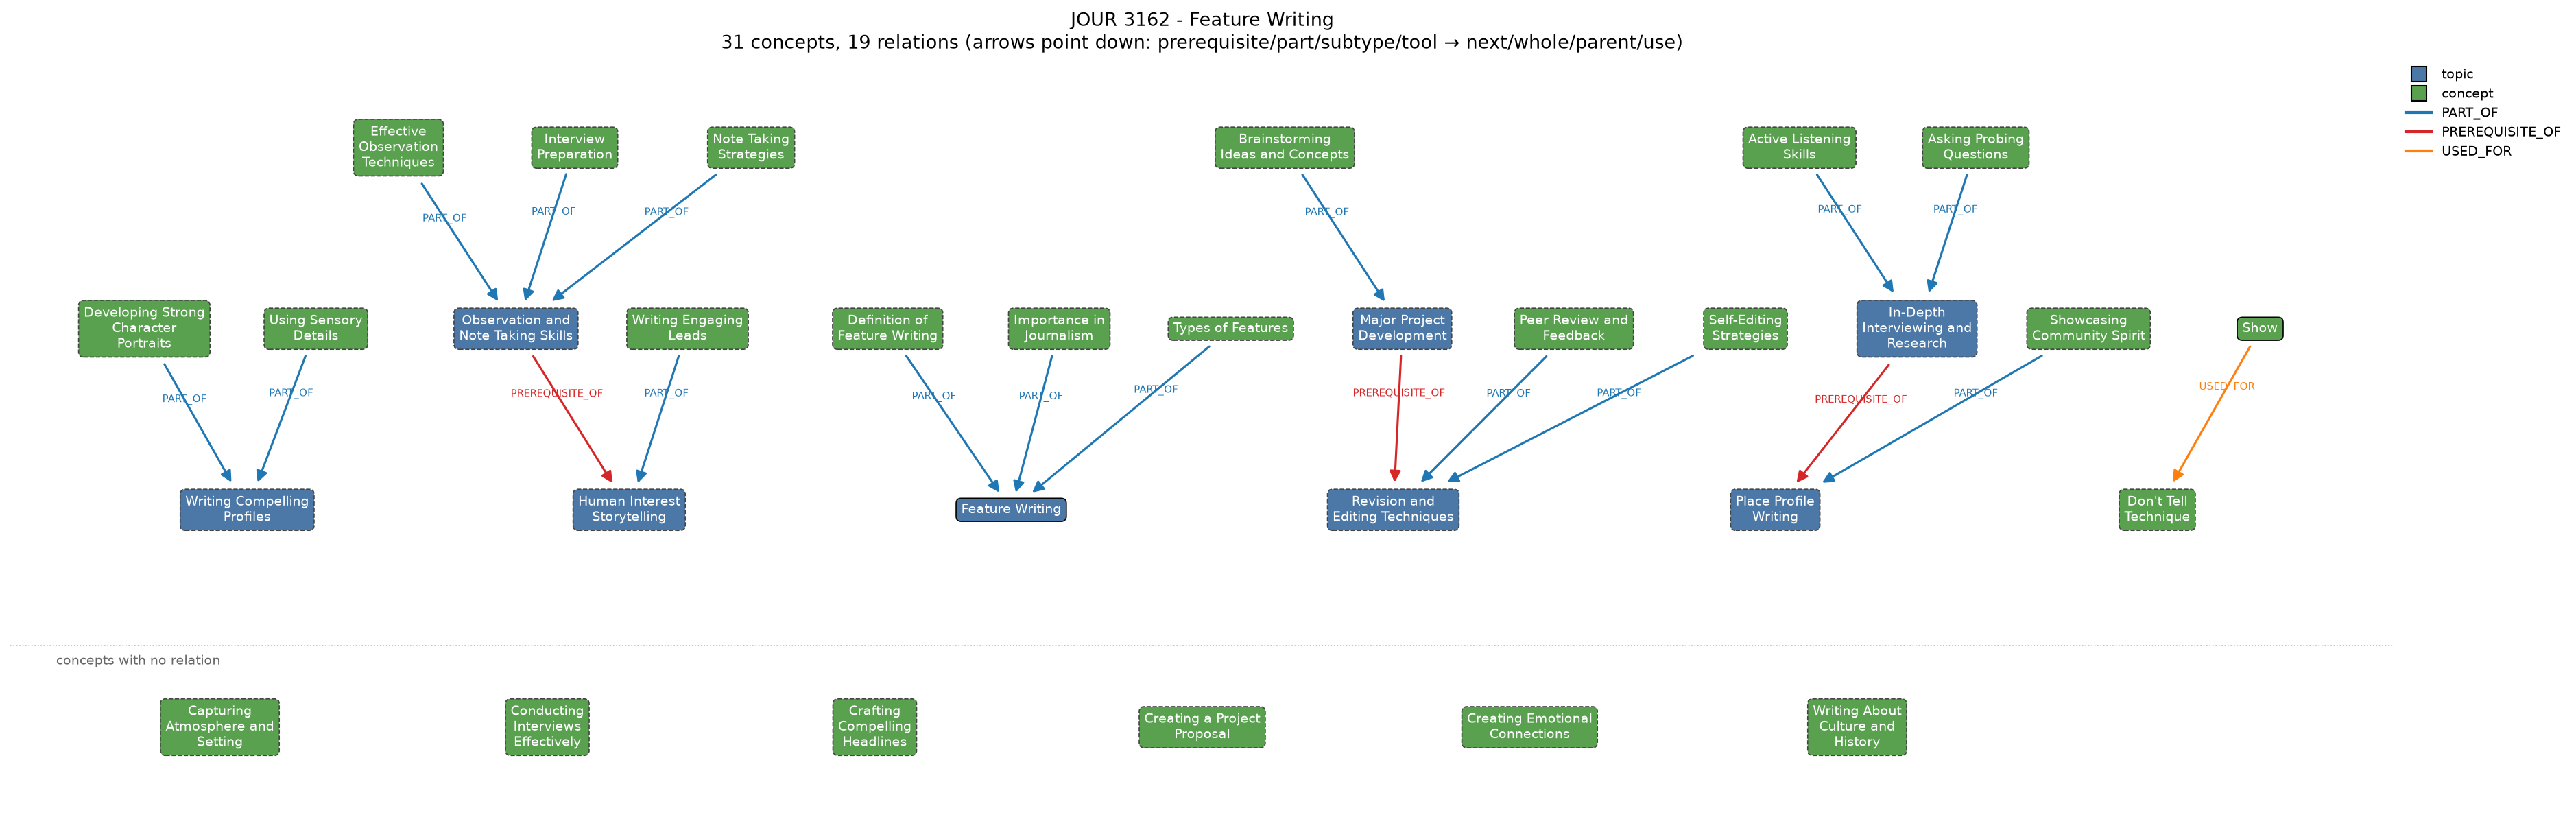 JOUR 3162 - Feature Writing
31 concepts, 19 relations (arrows point down: prerequisite/part/subtype/tool → next/whole/parent/use)
topic
concept
PART_OF
PREREQUISITE_OF
USED_FOR
Effective
Observation
Techniques
Interview
Preparation
Note Taking
Strategies
Brainstorming
Ideas and Concepts
Active Listening
Skills
Asking Probing
Questions
PART_OF
PART_OF
PART_OF
PART_OF
PART_OF
PART_OF
Developing Strong
Character
Portraits
Using Sensory
Details
Observation and
Note Taking Skills
Writing Engaging
Leads
Definition of
Feature Writing
Importance in
Journalism
Types of Features
Major Project
Development
Peer Review and
Feedback
Self-Editing
Strategies
In-Depth
Interviewing and
Research
Showcasing
Community Spirit
Show
PART_OF
PART_OF
PREREQUISITE_OF
PART_OF
PART_OF
PART_OF
PART_OF
PREREQUISITE_OF
PART_OF
PART_OF
PREREQUISITE_OF
PART_OF
USED_FOR
Writing Compelling
Profiles
Human Interest
Storytelling
Feature Writing
Revision and
Editing Techniques
Place Profile
Writing
Don't Tell
Technique
concepts with no relation
Capturing
Atmosphere and
Setting
Conducting
Interviews
Effectively
Crafting
Compelling
Headlines
Creating a Project
Proposal
Creating Emotional
Connections
Writing About
Culture and
History